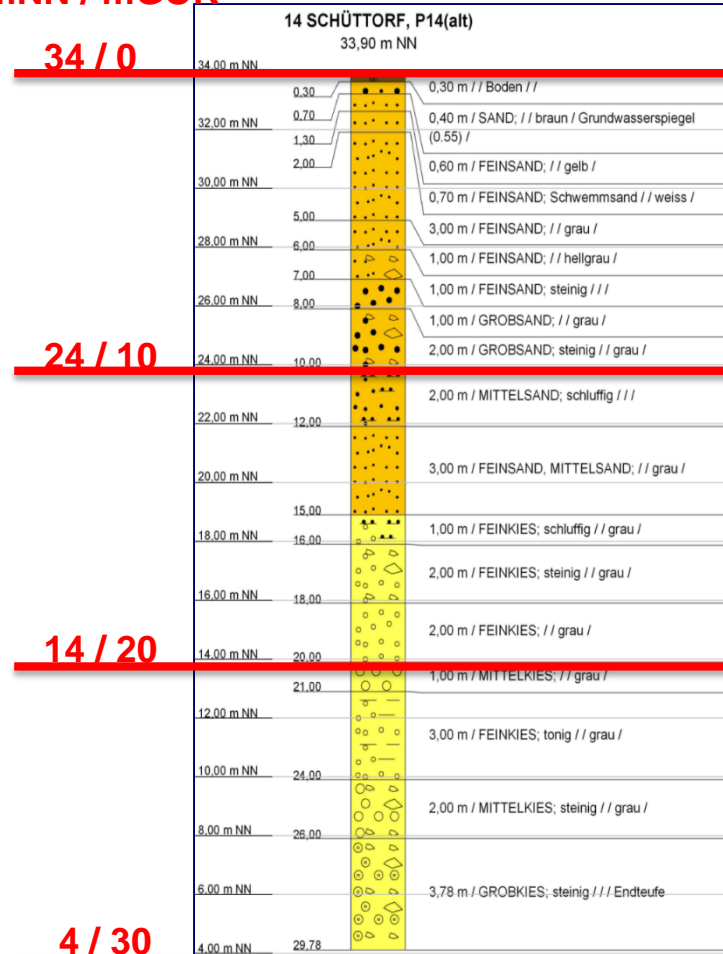 14 SCHÜTTORF, P14(alt)
33,90 m NN
34 / 0
34,00 m NN
0,30
0,30 m / / Boden / /
0,70
0,40 m / SAND; / / braun / Grundwasserspiegel
(0.55) /
32,00 m NN
1,30
2,00
0,60 m / FEINSAND; / / gelb /
30,00 m NN
0,70 m / FEINSAND; Schwemmsand / / weiss /
5,00
3,00 m / FEINSAND; / / grau /
28,00 m NN
6,00
1,00 m / FEINSAND; / / hellgrau /
7,00
1,00 m / FEINSAND; steinig / / /
26,00 m NN
8,00
1,00 m / GROBSAND; / / grau /
24 / 10
2,00 m / GROBSAND; steinig / / grau /
24,00 m NN
10,00
2,00 m / MITTELSAND; schluffig / / /
22,00 m NN
12,00
3,00 m / FEINSAND, MITTELSAND; / / grau /
20,00 m NN
15,00
1,00 m / FEINKIES; schluffig / / grau /
18,00 m NN
16,00
2,00 m / FEINKIES; steinig / / grau /
16,00 m NN
18,00
2,00 m / FEINKIES; / / grau /
14 / 20
14,00 m NN
20,00
1,00 m / MITTELKIES; / / grau /
21,00
12,00 m NN
3,00 m / FEINKIES; tonig / / grau /
10,00 m NN
24,00
2,00 m / MITTELKIES; steinig / / grau /
8,00 m NN
26,00
6,00 m NN
3,78 m / GROBKIES; steinig / / / Endteufe
4 / 30
4,00 m NN
29,78